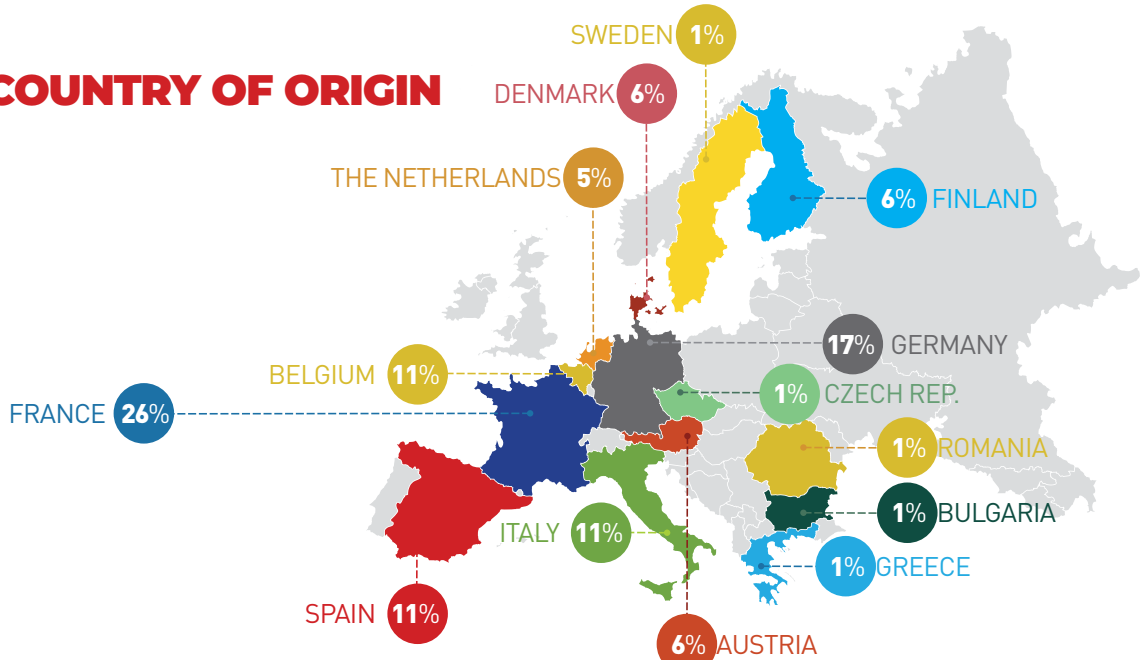 SWEDEN 1%
COUNTRY OF ORIGIN
DENMARK 6%
THE NETHERLANDS 5%
6% FINLAND
17% GERMANY
BELGIUM 11%
1% CZECH REP.
FRANCE 26%
1% ROMANIA
1% BULGARIA
ITALY 11%
1% GREECE
SPAIN 11%
6% AUSTRIA